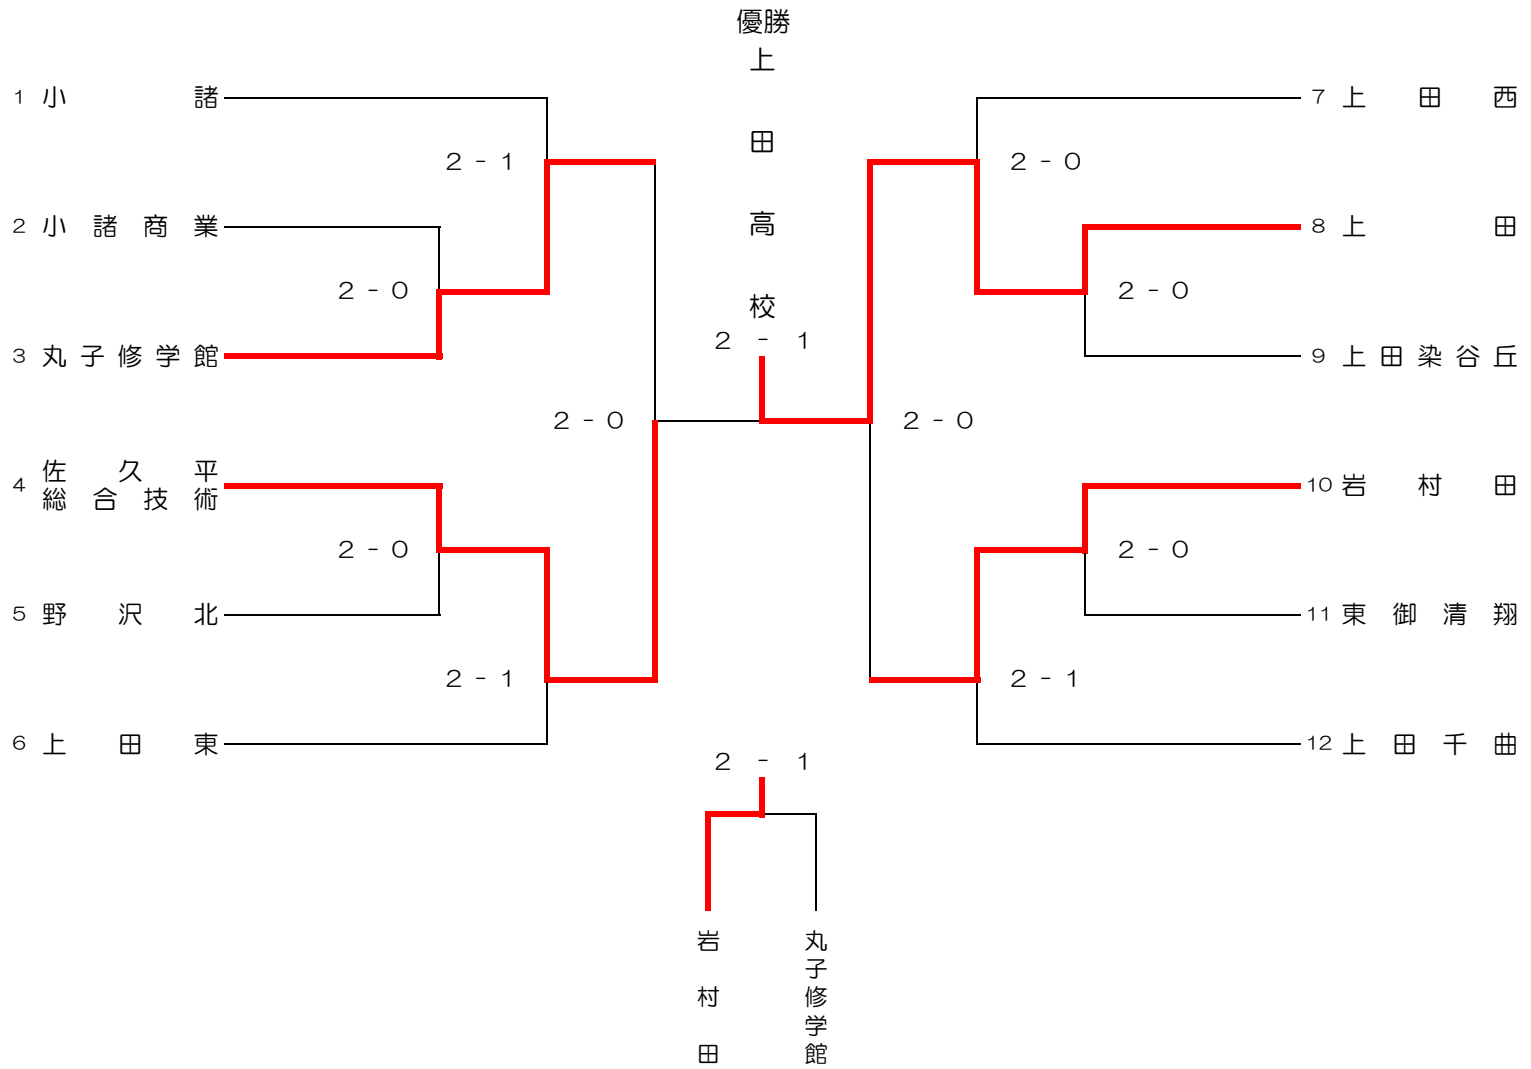 優勝
上田高校
2 - 1
1 小諸
2 小諸商業
3 丸子修学館
4 佐久平
総合技術
5 野沢北
6 上田東
2 - 1
2 - 0
2 - 0
2 - 0
2 - 1
7 上田西
8 上田
9 上田染谷丘
10 岩村田
11 東御清翔
12 上田千曲
2 - 0
2 - 0
2 - 0
2 - 0
2 - 1
2 - 1
岩村田
丸子修学館